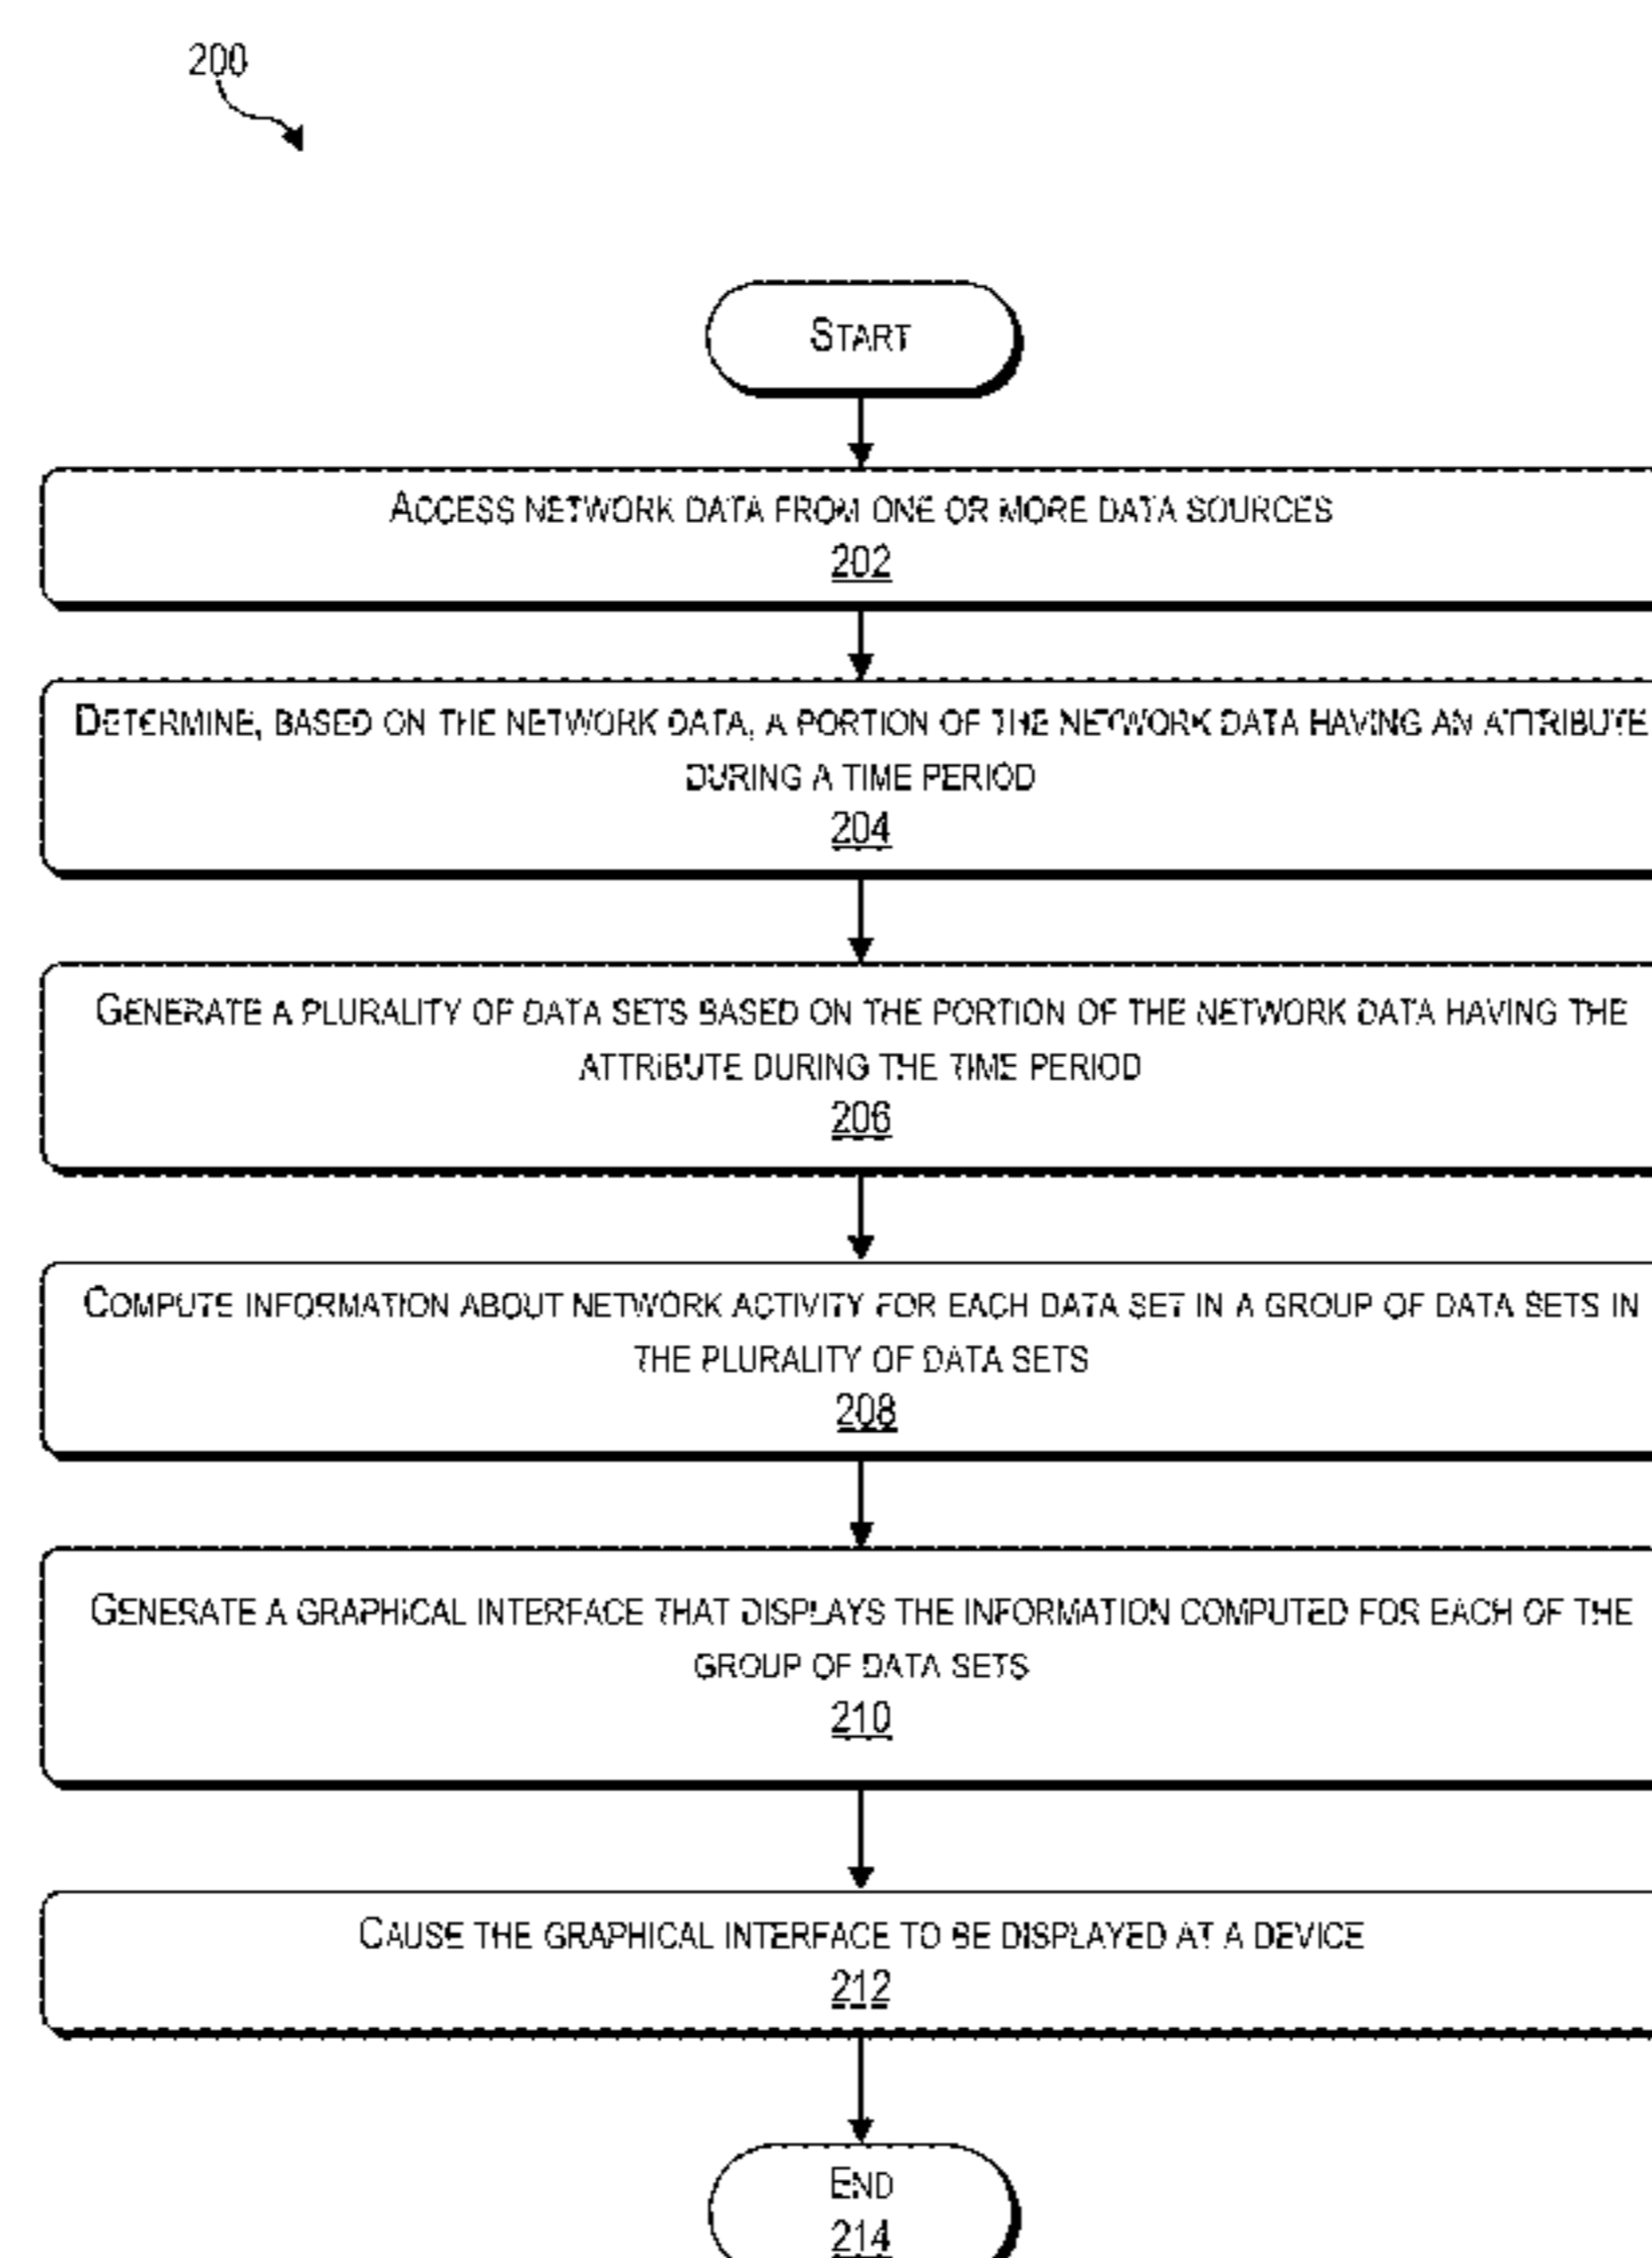 200
START
ACCESS NETWORK DATA FROM ONE OR MORE DATA SOURCES
202
DETERMINE, BASED ON THE NETWORK DATA, A PORTION OF THE NETWORK DATA HAVING AN ATTRIBUTE
DURING A TIME PERIOD
204
GENERATE A PLURALITY OF DATA SETS BASED ON THE PORTION OF THE NETWORK DATA HAVING THE
ATTRIBUTE DURING THE TIME PERIOD
206
COMPUTE INFORMATION ABOUT NETWORK ACTIVITY FOR EACH DATA SET IN A GROUP OF DATA SETS IN
THE PLURALITY OF DATA SETS
208
GENERATE A GRAPHICAL INTERFACE THAT DISPLAYS THE INFORMATION COMPUTED FOR EACH OF THE
GROUP OF DATA SETS
210
CAUSE THE GRAPHICAL INTERFACE TO BE DISPLAYED AT A DEVICE
212
END
214